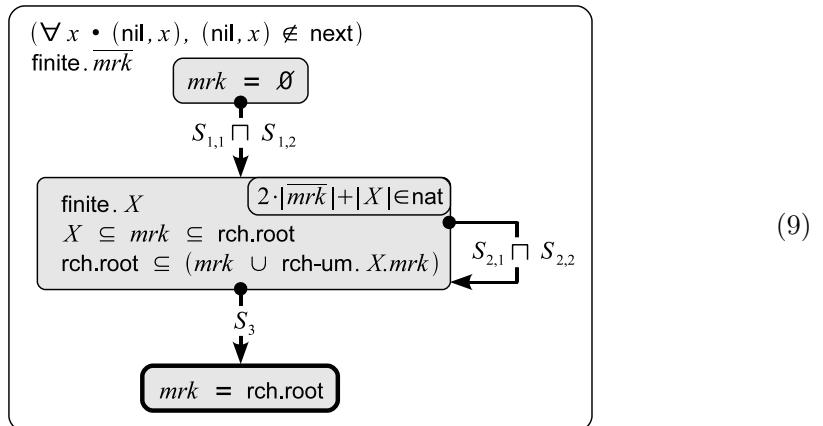 (∀ x • (nil, x), (nil, x) ∉ next)
finite. m̅r̅k̅
mrk = Ø
S₁,₁ ⊓ S₁,₂
2·|m̅r̅k̅|+|X|∈nat
finite. X
X ⊆ mrk ⊆ rch.root
rch.root ⊆ (mrk ∪ rch-um. X.mrk)
S₂,₁ ⊓ S₂,₂
(9)
S₃
mrk = rch.root